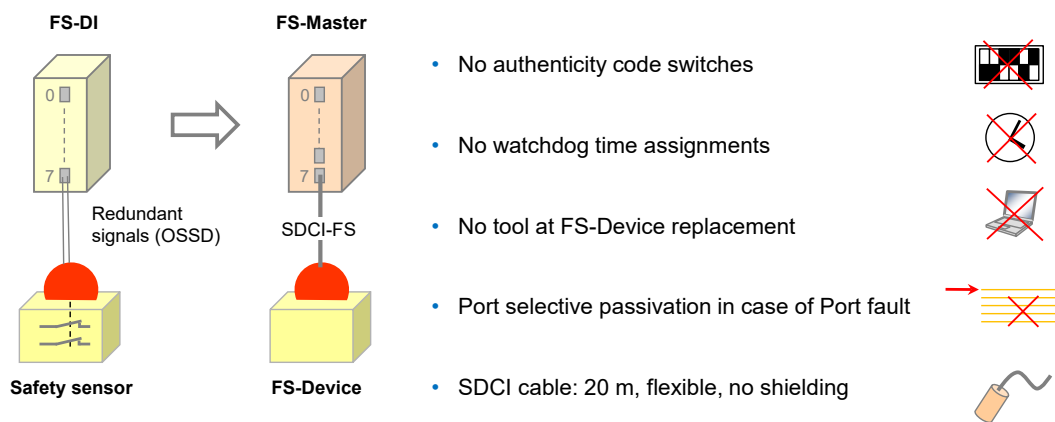 FS-DI
FS-Master
0
7
Redundant
signals (OSSD)
Safety sensor
0
7
SDCI-FS
FS-Device
• No authenticity code switches
• No watchdog time assignments
• No tool at FS-Device replacement
• Port selective passivation in case of Port fault
• SDCI cable: 20 m, flexible, no shielding